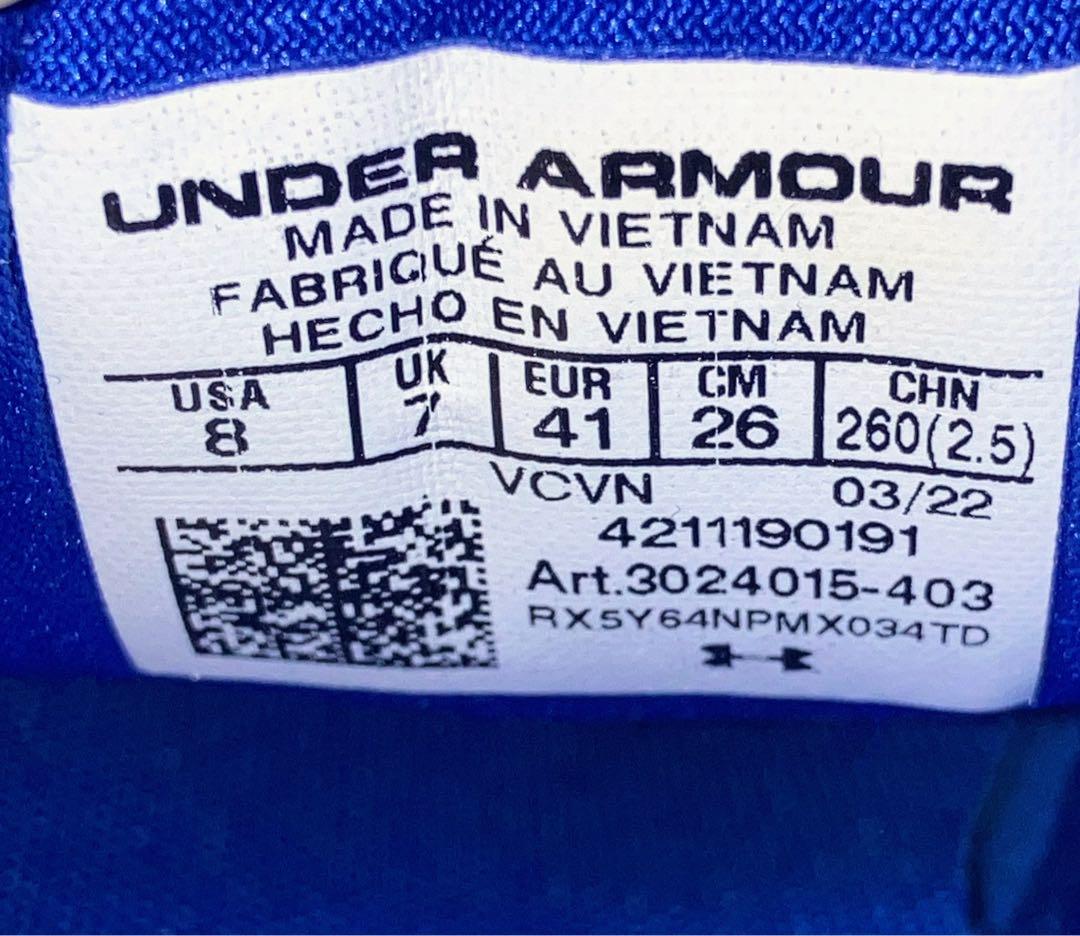 UNDER ARMOUR
MADE IN VIETNAM
FABRIQUÉ AU VIETNAM
HECHO EN VIETNAM
USA UK EUR CM CHN
8 7 41 26 260(2.5)
VCVN 03/22
4211190191
Art.3024015-403
RX5Y64NPMX034TD